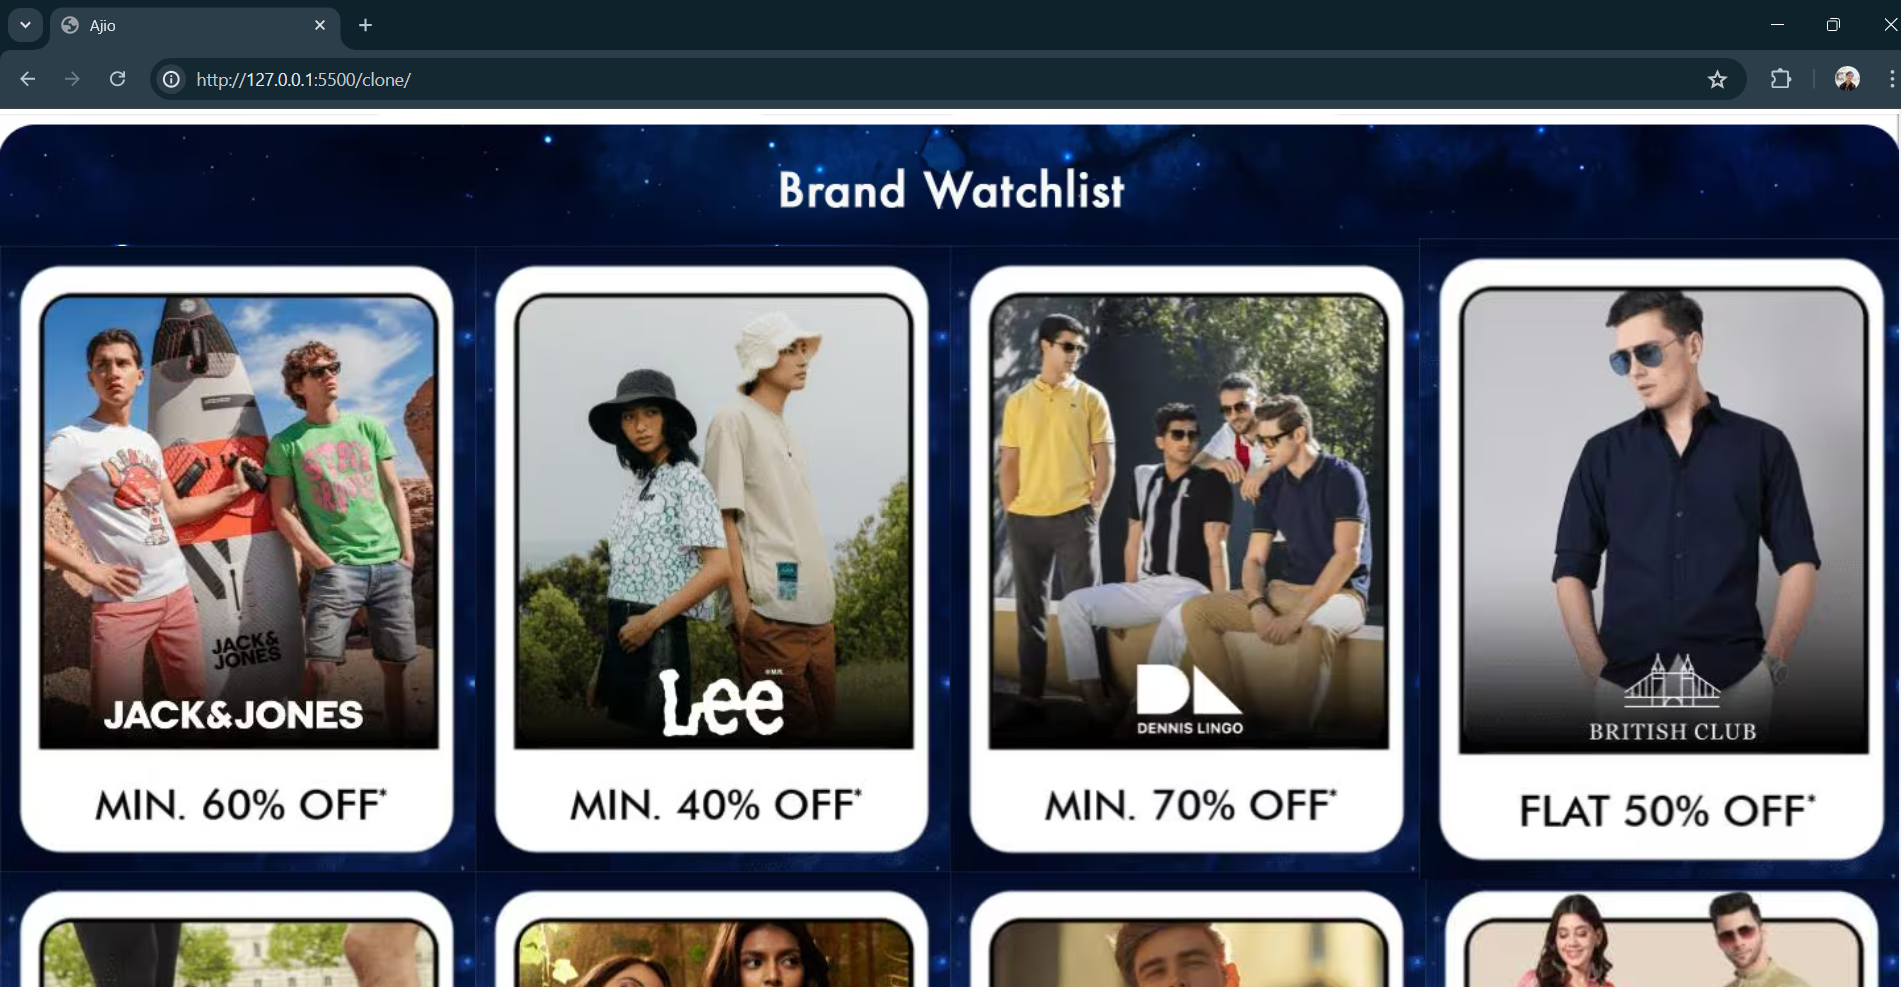 Ajio
http://127.0.0.1:5500/clone/
Brand Watchlist
JACK&
JONES
JACK&JONES
MIN. 60% OFF*
Lee
MIN. 40% OFF*
DL
DENNIS LINGO
MIN. 70% OFF*
BRITISH CLUB
FLAT 50% OFF*